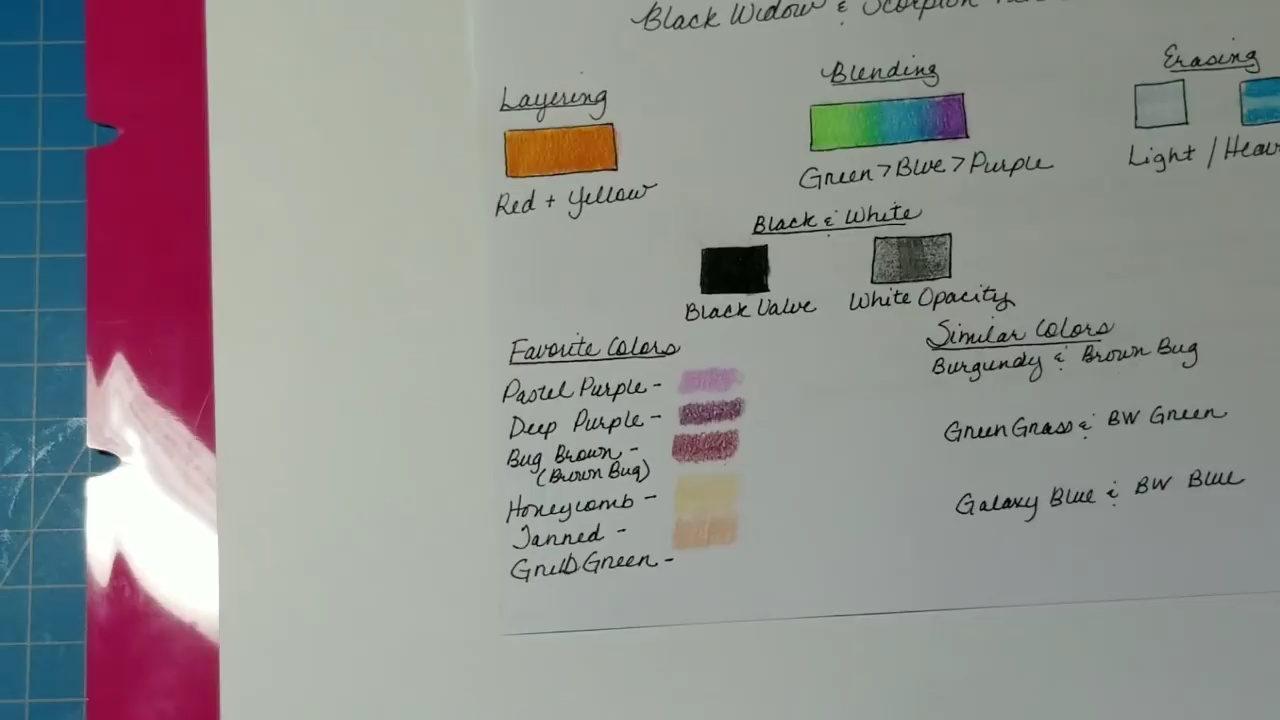 Black Widow & Scorpion
Layering
Blending
Erasing
Red + Yellow
Green > Blue > Purple
Light /
Black & White
Black Value
White Opacity
Favorite Colors
Similar Colors
Pastel Purple -
Burgundy & Brown Bug
Deep Purple -
Green Grass & BW Green
Bug Brown -
(Brown Bug)
Honeycomb -
Galaxy Blue & BW Blue
Tanned -
Green -